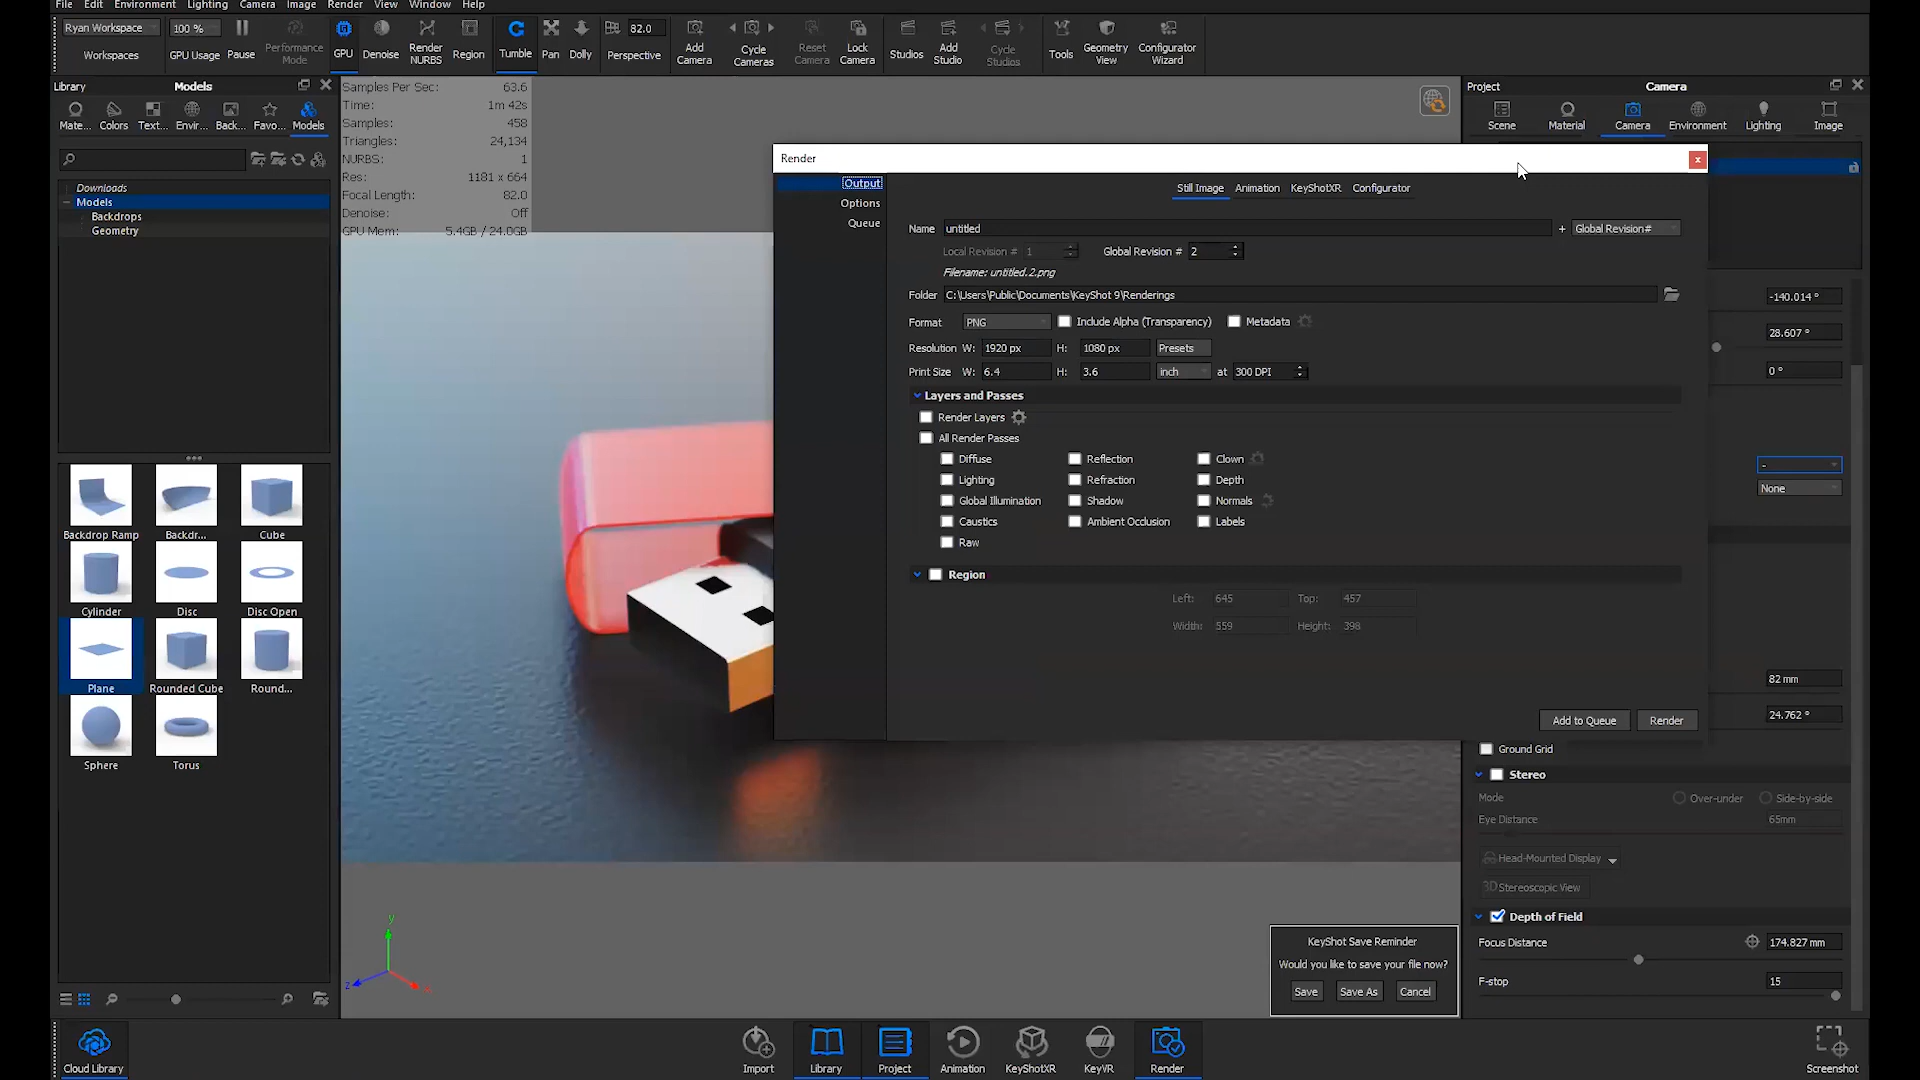 File Edit Environment Lighting Camera Image Render View Window Help
Ryan Workspace 100 % 82.0
Workspaces GPU Usage Pause Performance Mode GPU Denoise Render NURBS Region Tumble Pan Dolly Perspective Add Camera Cycle Cameras Reset Camera Lock Camera Studios Add Studio Cycle Studios Tools Geometry View Configurator Wizard
Library Models
Mate... Colors Text... Envir... Back... Favo... Models
Downloads
Models
Backdrops
Geometry
Backdrop Ramp Backdr... Cube
Cylinder Disc Disc Open
Plane Rounded Cube Round...
Sphere Torus
Samples Per Sec: 63.6
Time: 1m 42s
Samples: 458
Triangles: 24,134
NURBS: 1
Res: 1181 x 664
Focal Length: 82.0
Denoise: Off
GPU Mem: 5.4GB / 24.0GB
y
z
Render
x
Output
Options
Queue
Still Image Animation KeyShotXR Configurator
Name untitled + Global Revision#
Local Revision # 1 Global Revision # 2
Filename: untitled.2.png
Folder C:\Users\Public\Documents\KeyShot 9\Renderings
Format PNG Include Alpha (Transparency) Metadata
Resolution W: 1920 px H: 1080 px Presets
Print Size W: 6.4 H: 3.6 inch at 300 DPI
Layers and Passes
Render Layers
All Render Passes
Diffuse Reflection Clown
Lighting Refraction Depth
Global Illumination Shadow Normals
Caustics Ambient Occlusion Labels
Raw
Region
Left: 645 Top: 457
Width: 559 Height: 398
Add to Queue Render
Project Camera
Scene Material Camera Environment Lighting Image
-140.014 °
28.607 °
0 °
-
None
82 mm
24.762 °
Ground Grid
Stereo
Mode Over-under Side-by-side
Eye Distance 65mm
Head-Mounted Display
3D Stereoscopic View
Depth of Field
Focus Distance 174.827 mm
F-stop 15
KeyShot Save Reminder
Would you like to save your file now?
Save Save As Cancel
Cloud Library Import Library Project Animation KeyShotXR KeyVR Render Screenshot